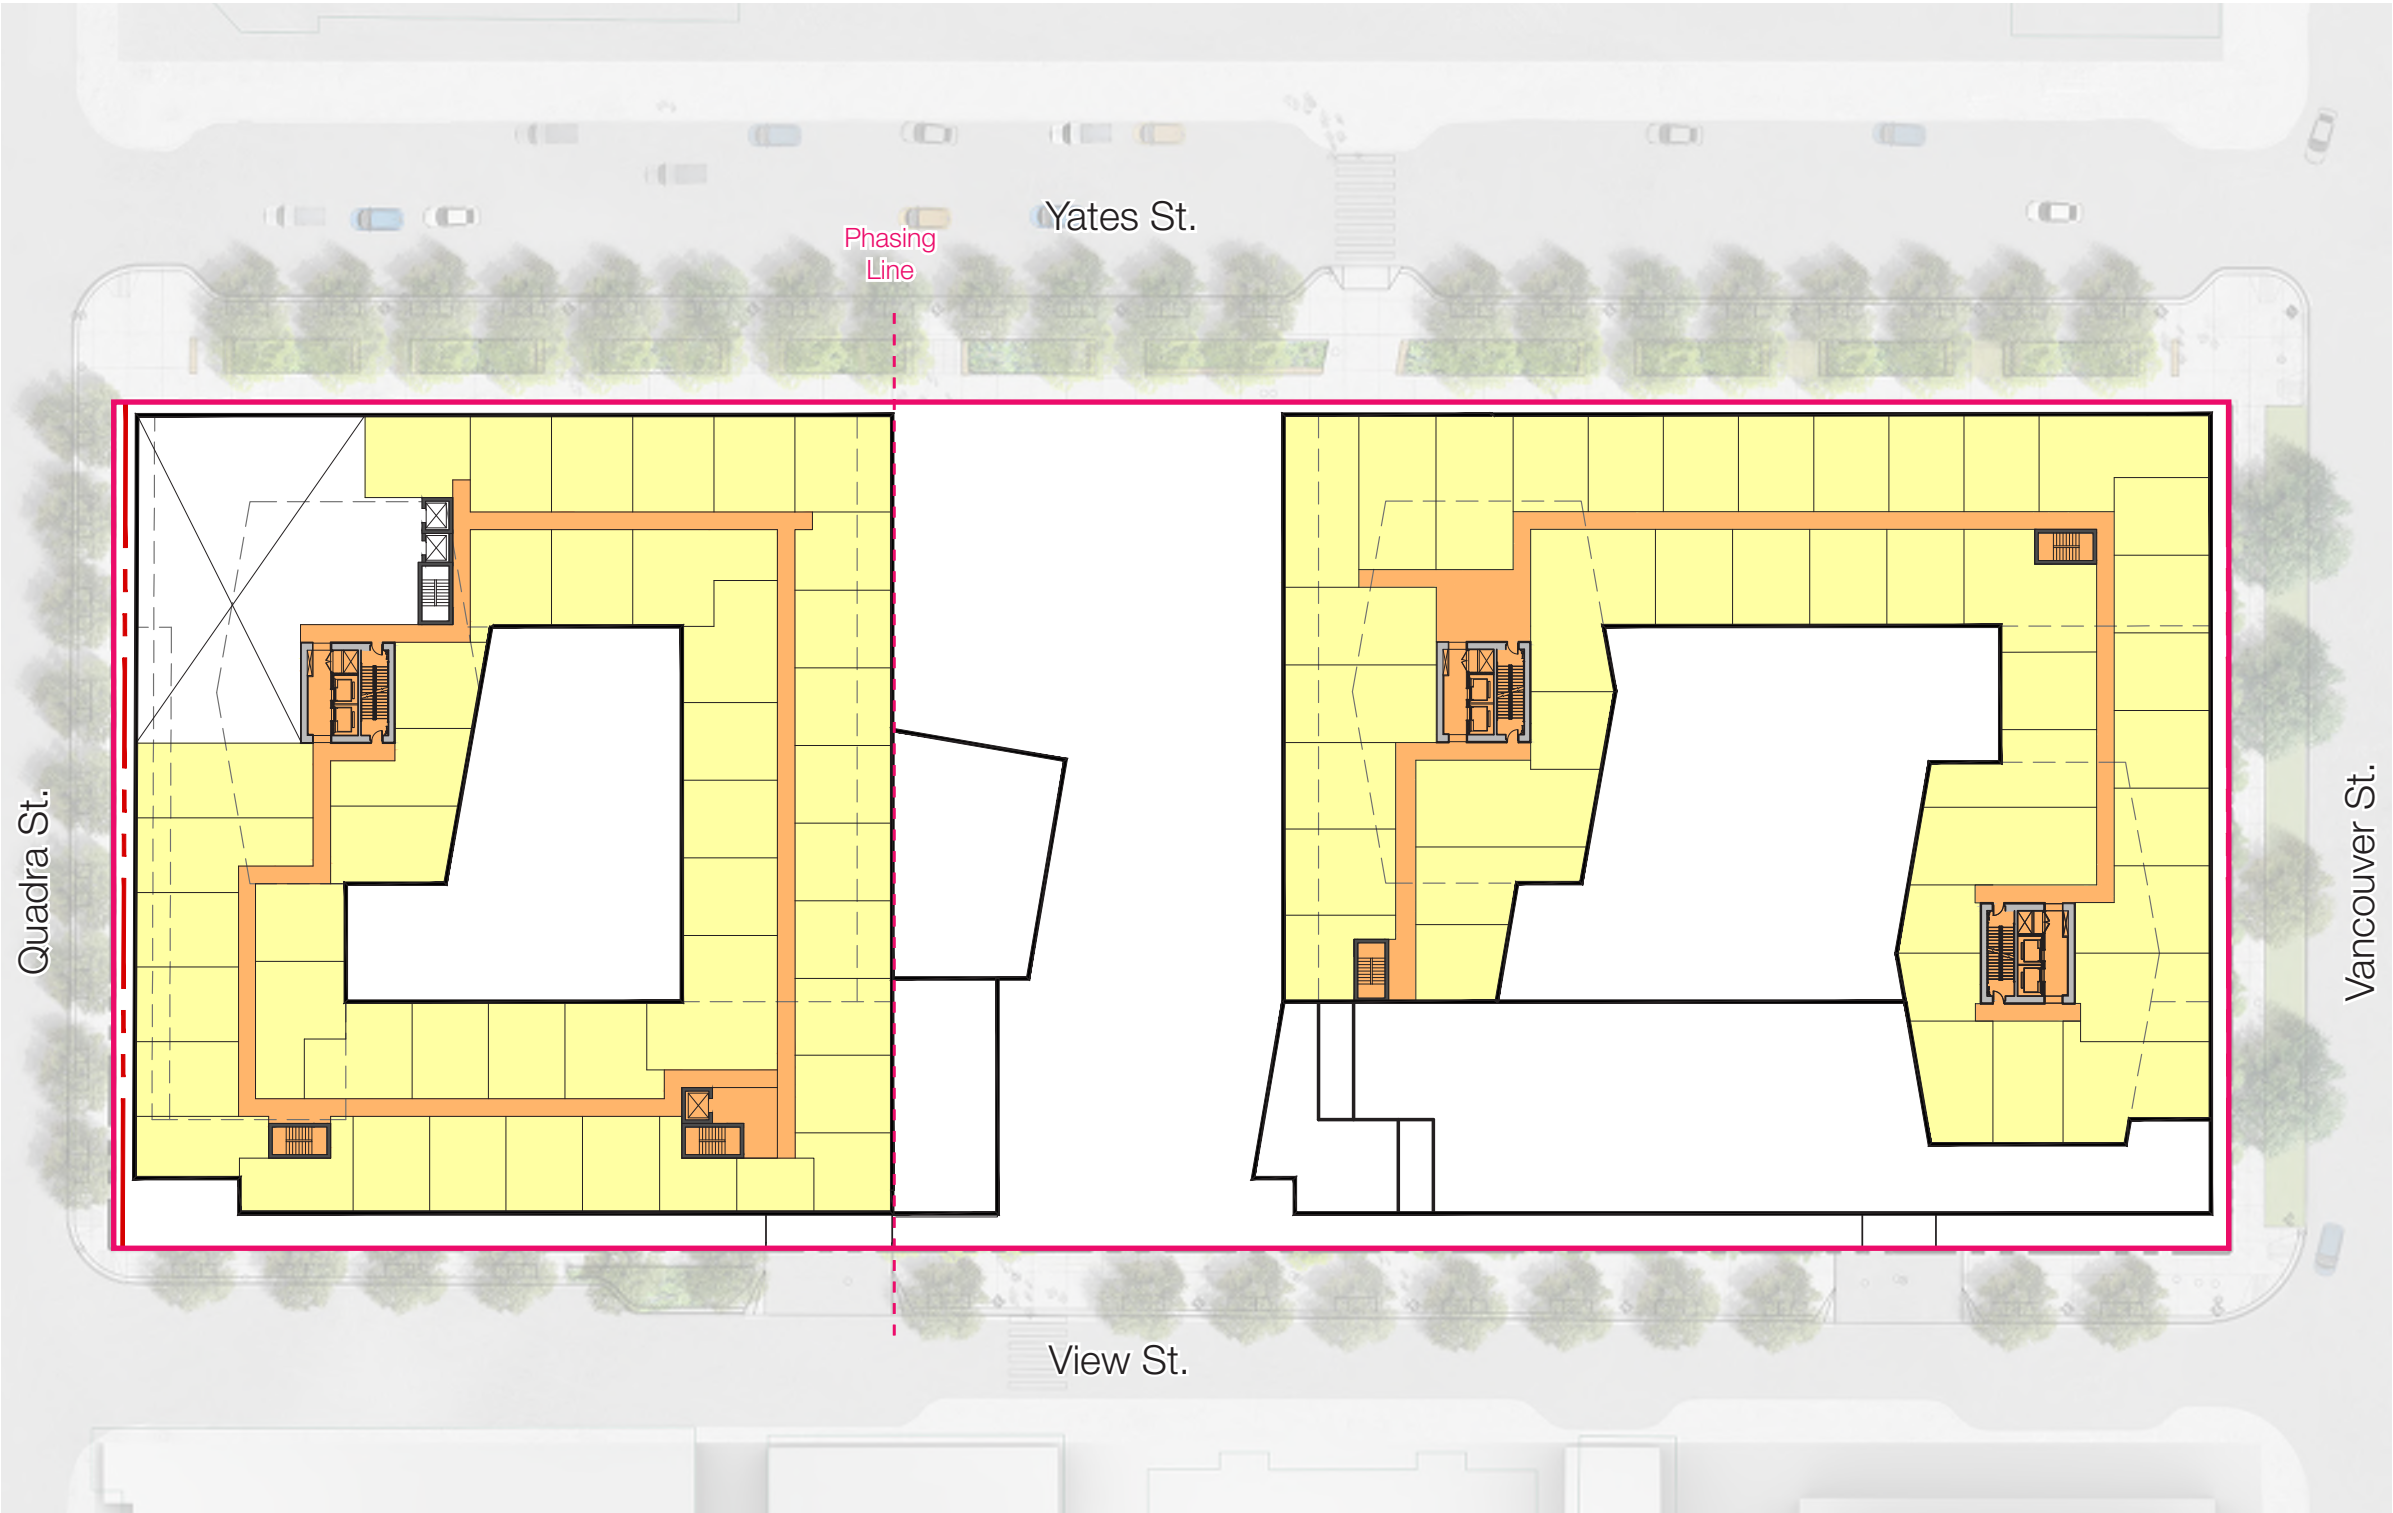 Yates St.
Phasing
Line
Quadra St.
Vancouver St.
View St.